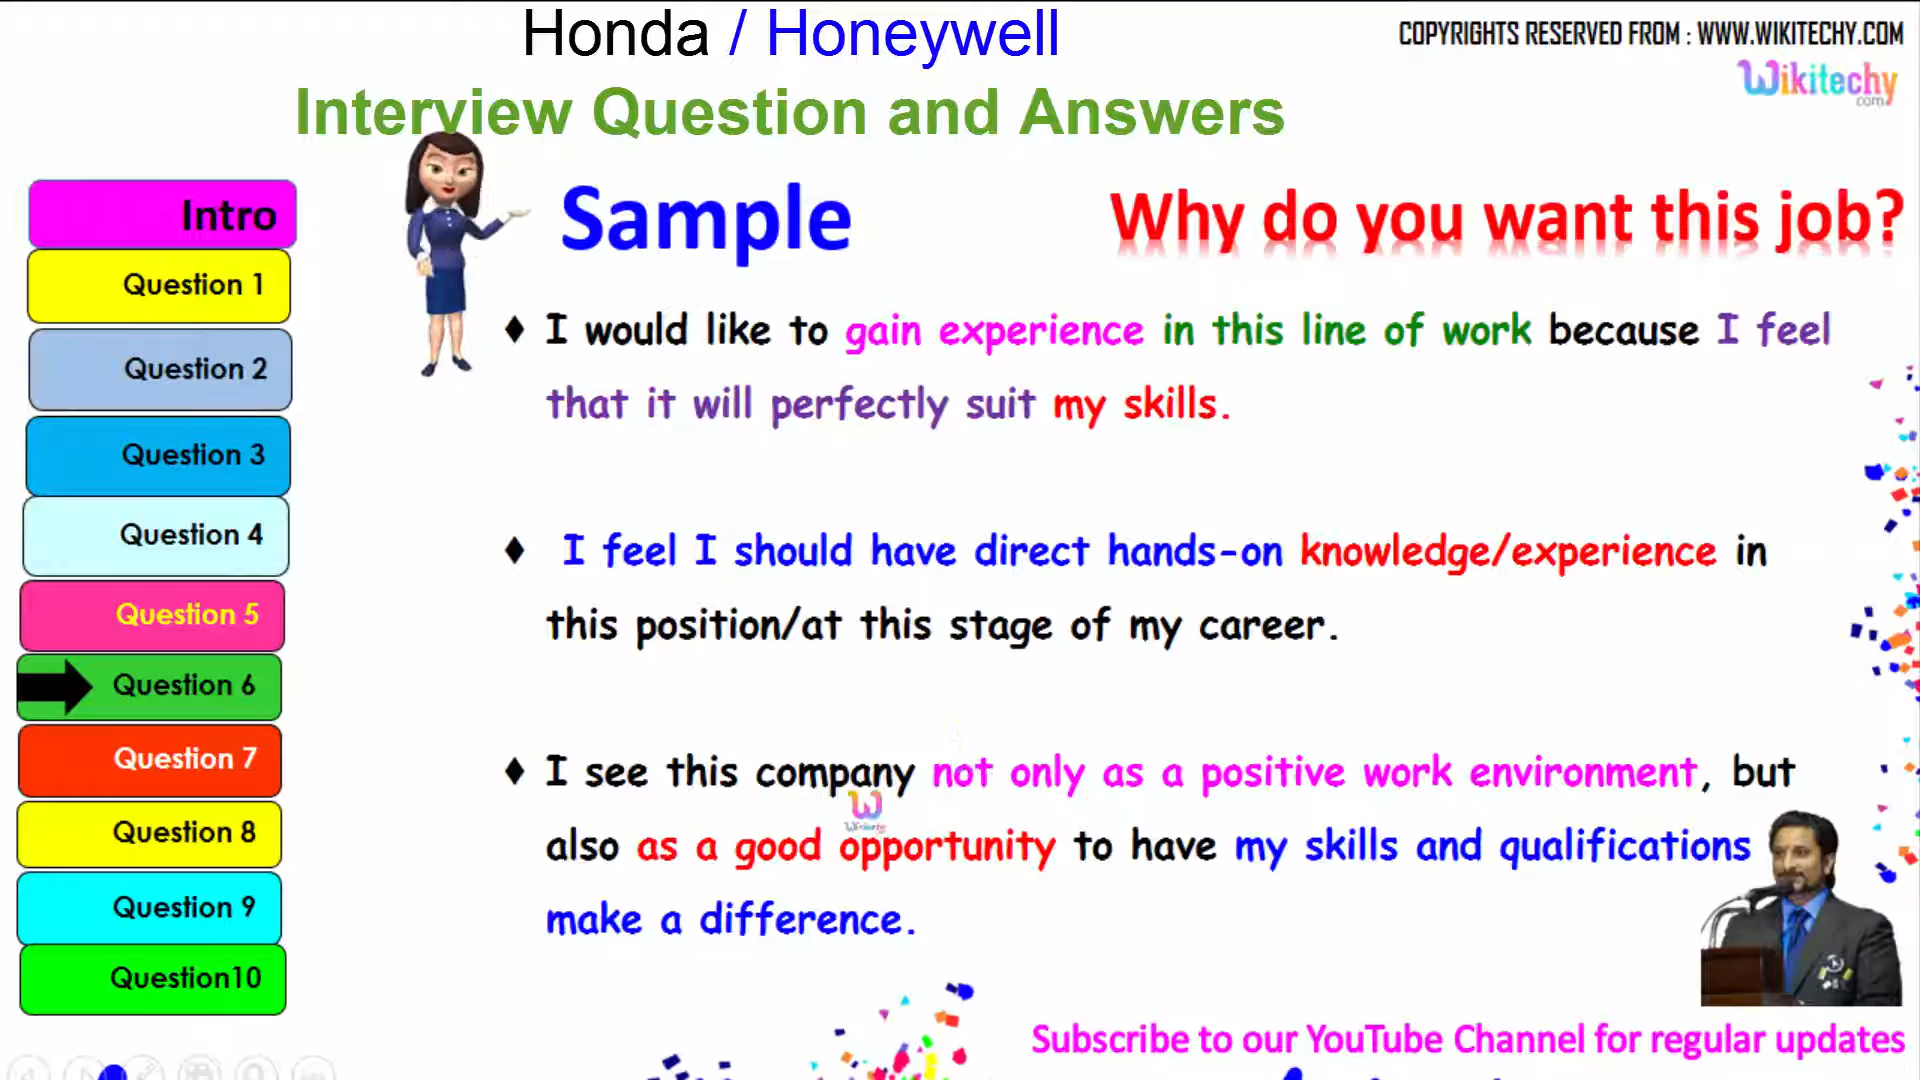 Honda / Honeywell
COPYRIGHTS RESERVED FROM : WWW.WIKITECHY.COM
Wikitechy
.com
Interview Question and Answers
Intro
Question 1
Question 2
Question 3
Question 4
Question 5
Question 6
Question 7
Question 8
Question 9
Question10
Sample
Why do you want this job?
♦ I would like to gain experience in this line of work because I feel
that it will perfectly suit my skills.
♦ I feel I should have direct hands-on knowledge/experience in
this position/at this stage of my career.
♦ I see this company not only as a positive work environment, but
also as a good opportunity to have my skills and qualifications
make a difference.
W
Wikitechy
Subscribe to our YouTube Channel for regular updates